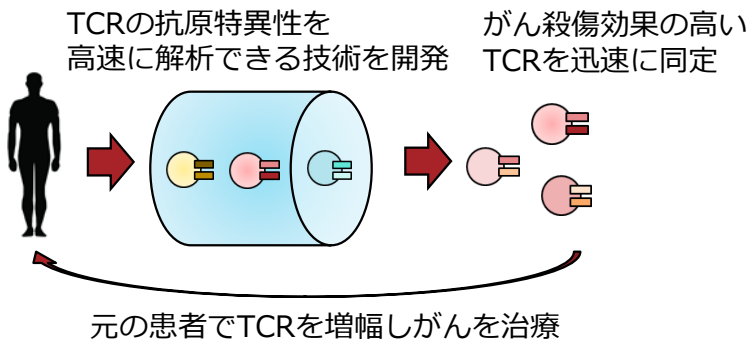 TCRの抗原特異性を
高速に解析できる技術を開発
がん殺傷効果の高い
TCRを迅速に同定
元の患者でTCRを増幅しがんを治療